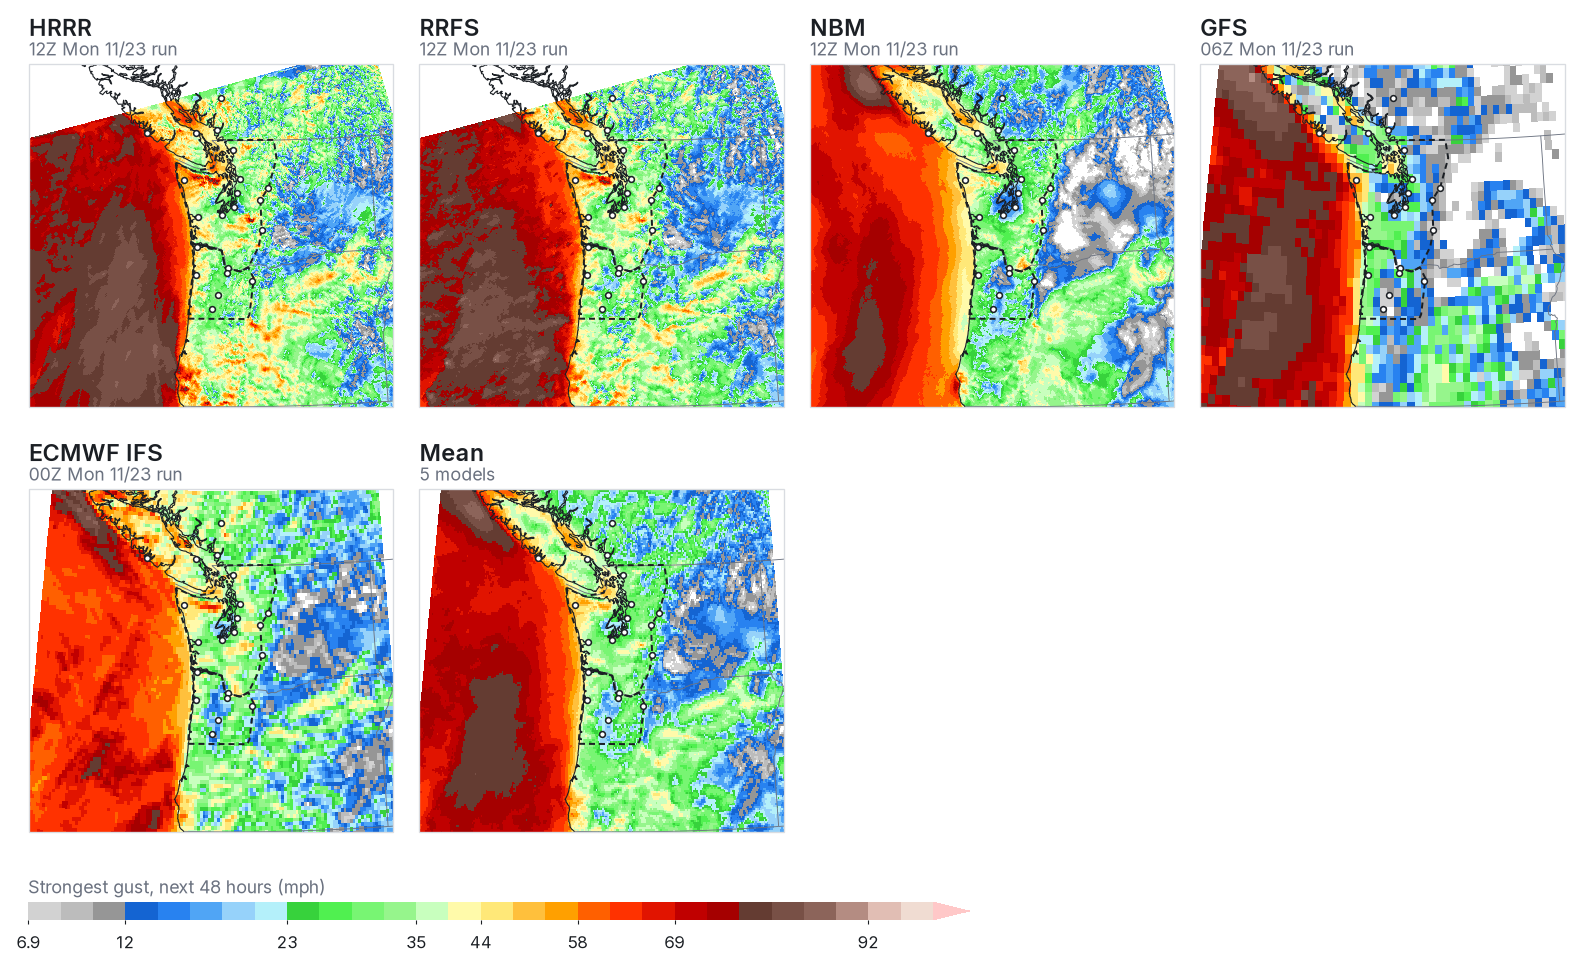 HRRR
12Z Mon 11/23 run
RRFS
12Z Mon 11/23 run
NBM
12Z Mon 11/23 run
GFS
06Z Mon 11/23 run
ECMWF IFS
00Z Mon 11/23 run
Mean
5 models
Strongest gust, next 48 hours (mph)
6.9 12 23 35 44 58 69 92